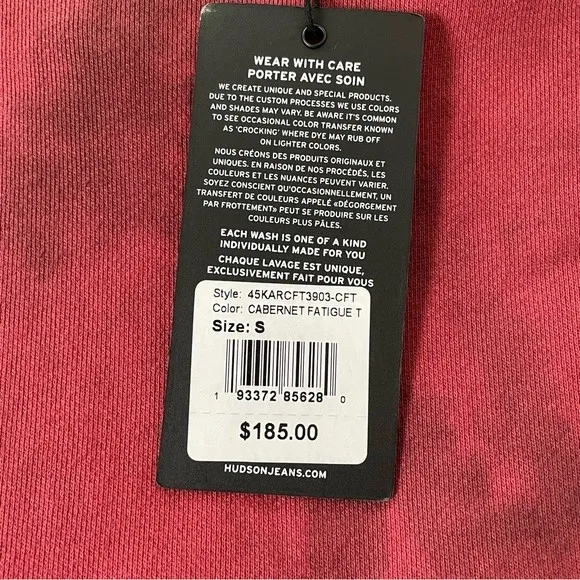 WEAR WITH CARE
PORTER AVEC SOIN
WE CREATE UNIQUE AND SPECIAL PRODUCTS.
DUE TO THE CUSTOM PROCESSES WE USE COLORS
AND SHADES MAY VARY. BE AWARE IT'S COMMON
TO SEE OCCASIONAL COLOR TRANSFER KNOWN
AS 'CROCKING' WHERE DYE MAY RUB OFF
ON LIGHTER COLORS.
NOUS CRÉONS DES PRODUITS ORIGINAUX ET
UNIQUES. EN RAISON DE NOS PROCÉDÉS, LES
COULEURS ET LES NUANCES PEUVENT VARIER.
SOYEZ CONSCIENT QU'OCCASIONNELLEMENT, UN
TRANSFERT DE COULEURS APPELÉ «DÉGORGEMENT
PAR FROTTEMENT» PEUT SE PRODUIRE SUR LES
COULEURS PLUS PÂLES.
EACH WASH IS ONE OF A KIND
INDIVIDUALLY MADE FOR YOU
CHAQUE LAVAGE EST UNIQUE,
EXCLUSIVEMENT FAIT POUR VOUS
Style: 45KARCFT3903-CFT
Color: CABERNET FATIGUE T
Size: S
1 93372 85628 0
$185.00
HUDSONJEANS.COM